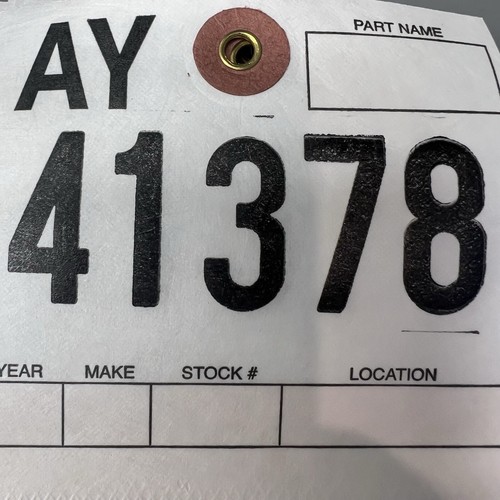 AY
PART NAME
41378
YEAR MAKE STOCK # LOCATION